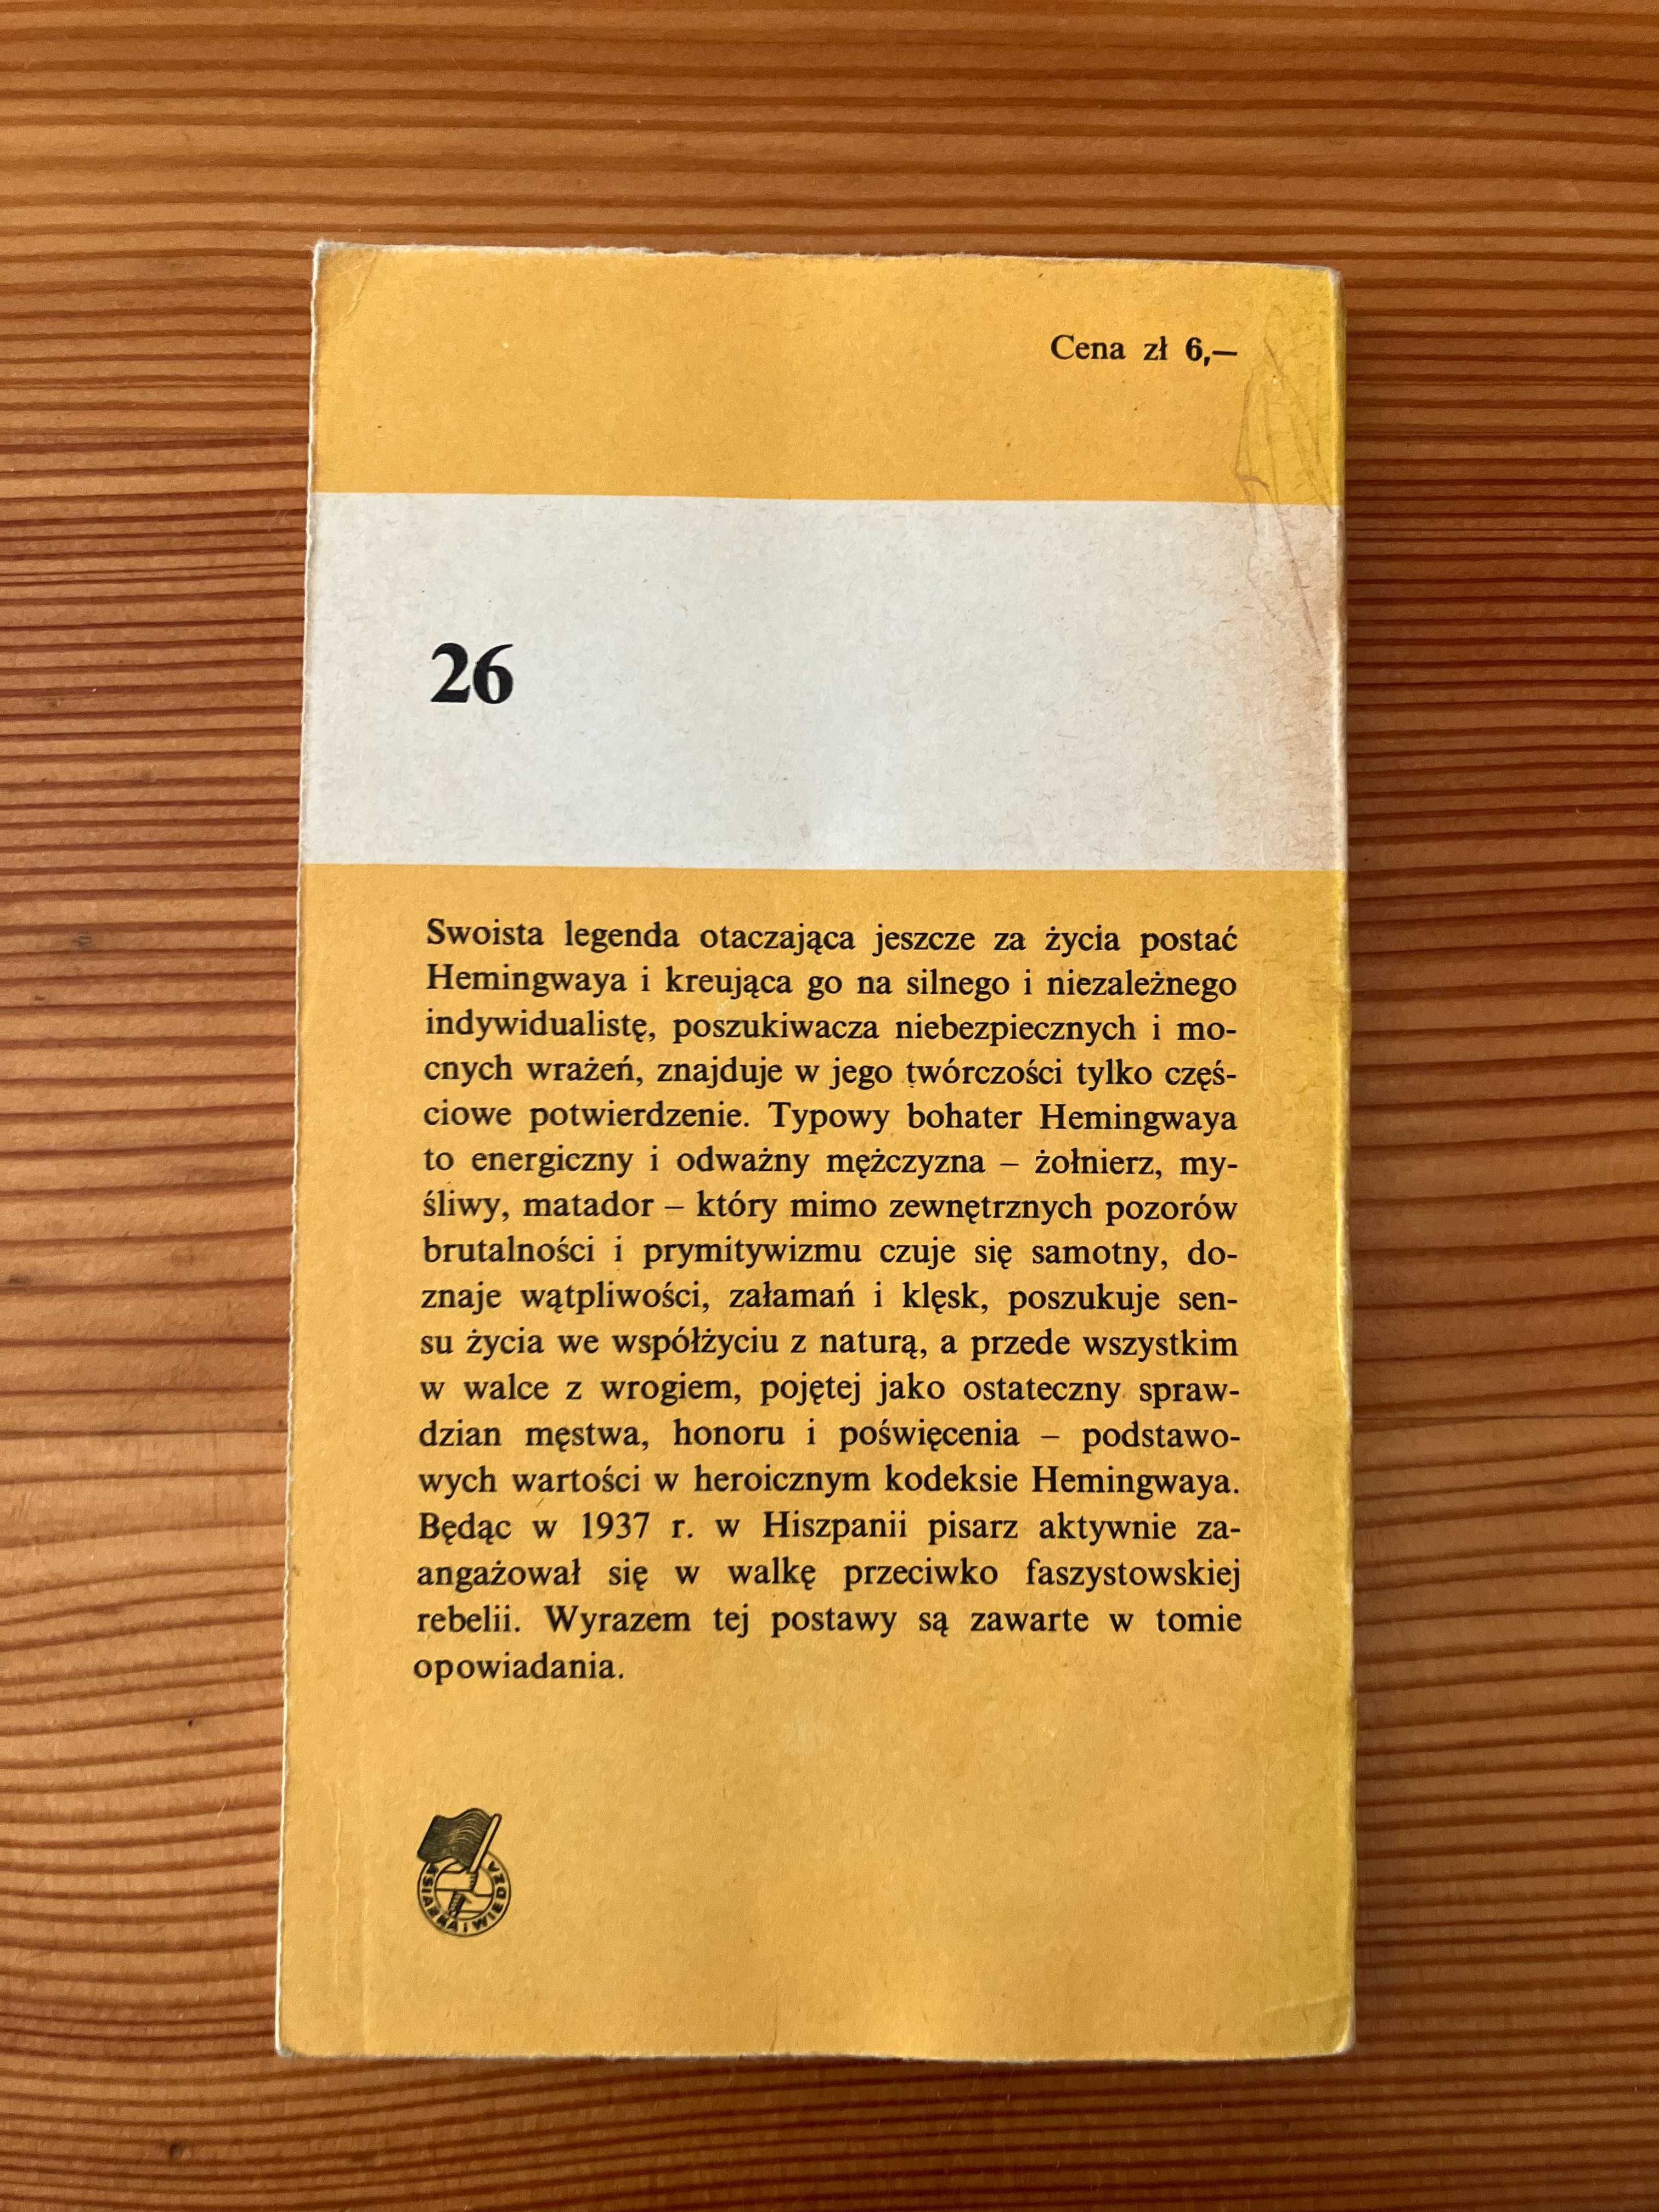 Cena zł 6,—
26
Swoista legenda otaczająca jeszcze za życia postać
Hemingwaya i kreująca go na silnego i niezależnego
indywidualistę, poszukiwacza niebezpiecznych i mo-
cnych wrażeń, znajduje w jego twórczości tylko częś-
ciowe potwierdzenie. Typowy bohater Hemingwaya
to energiczny i odważny mężczyzna – żołnierz, my-
śliwy, matador – który mimo zewnętrznych pozorów
brutalności i prymitywizmu czuje się samotny, do-
znaje wątpliwości, załamań i klęsk, poszukuje sen-
su życia we współżyciu z naturą, a przede wszystkim
w walce z wrogiem, pojętej jako ostateczny spraw-
dzian męstwa, honoru i poświęcenia – podstawo-
wych wartości w heroicznym kodeksie Hemingwaya.
Będąc w 1937 r. w Hiszpanii pisarz aktywnie za-
angażował się w walkę przeciwko faszystowskiej
rebelii. Wyrazem tej postawy są zawarte w tomie
opowiadania.
KSIĄŻKA i WIEDZA